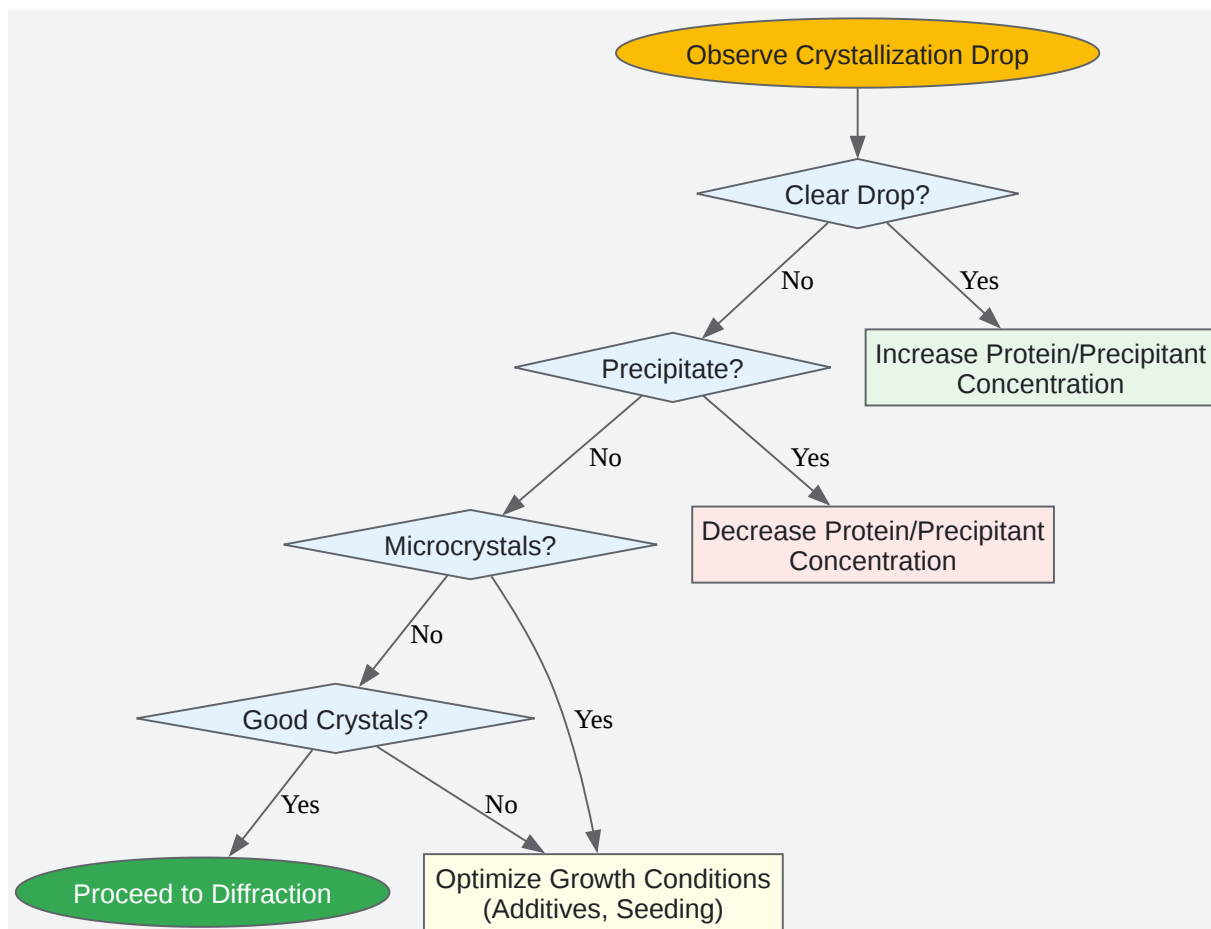 Observe Crystallization Drop
Clear Drop?
No
Yes
Precipitate?
Increase Protein/Precipitant
Concentration
No
Yes
Microcrystals?
Decrease Protein/Precipitant
Concentration
No
Yes
Good Crystals?
Yes
No
Proceed to Diffraction
Optimize Growth Conditions
(Additives, Seeding)